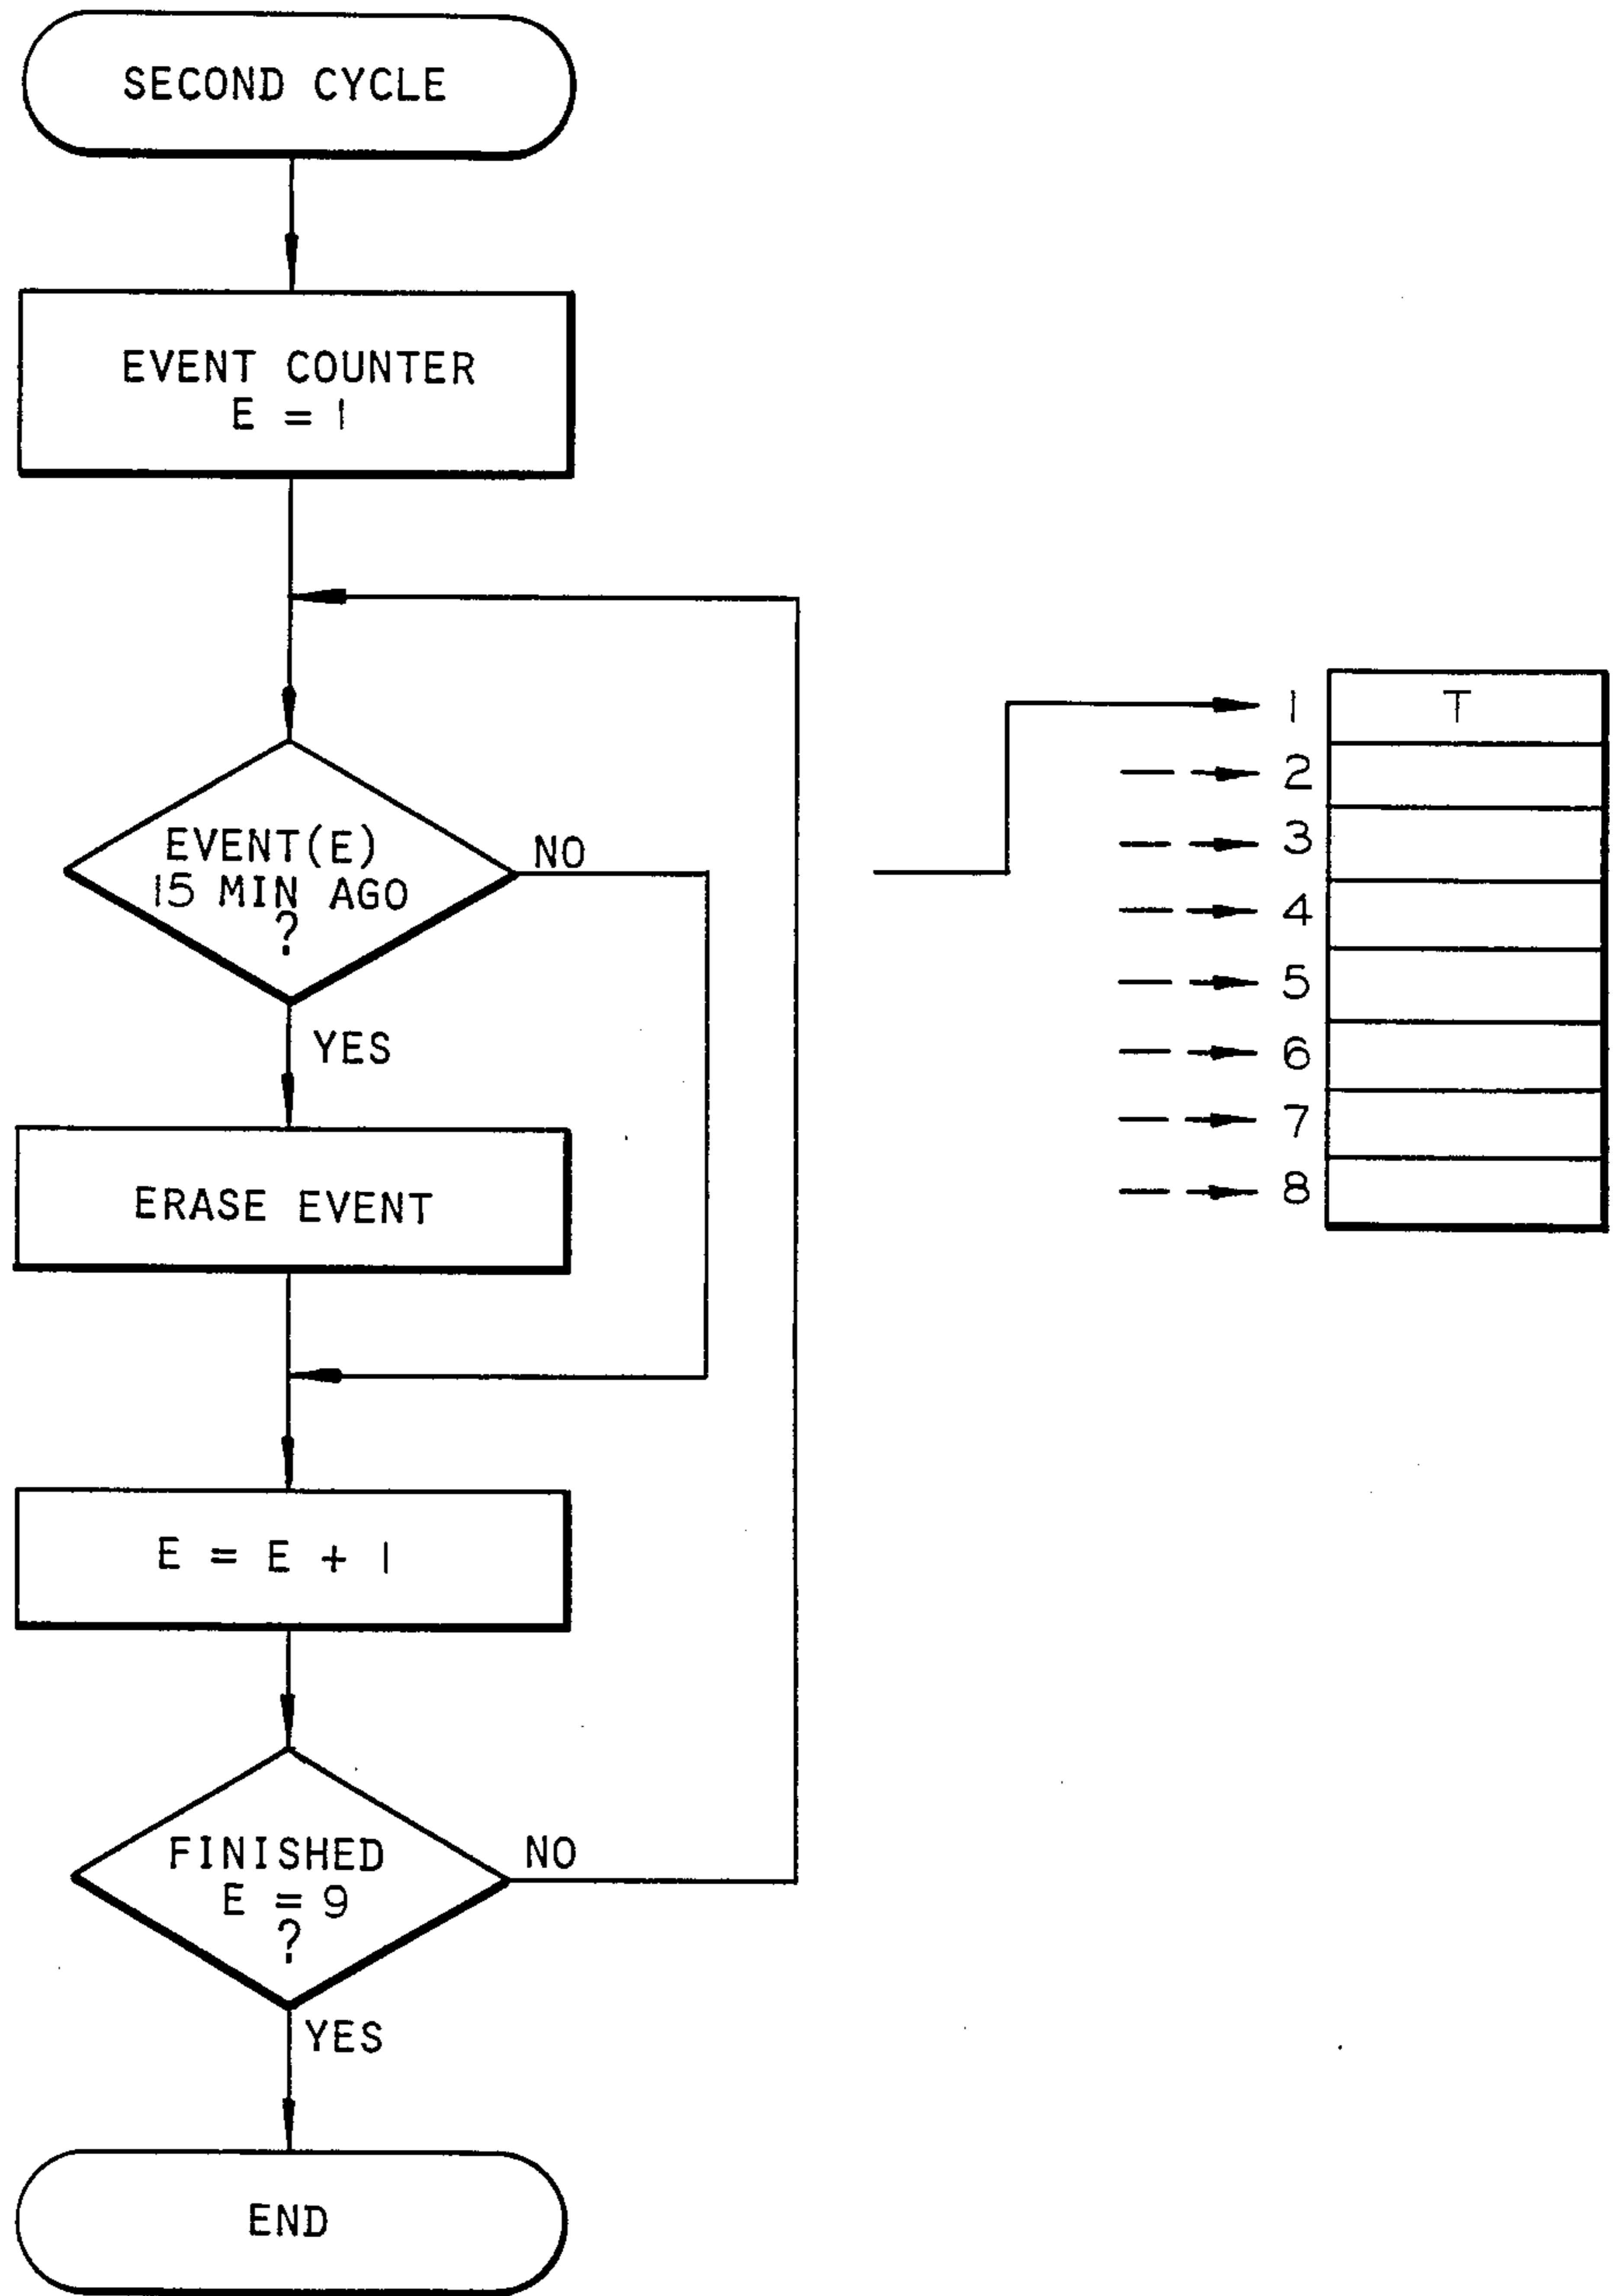 SECOND CYCLE
EVENT COUNTER
E = 1
EVENT(E)
15 MIN AGO
?
NO
YES
ERASE EVENT
E = E + 1
FINISHED
E = 9
?
NO
YES
END
1 T
2
3
4
5
6
7
8